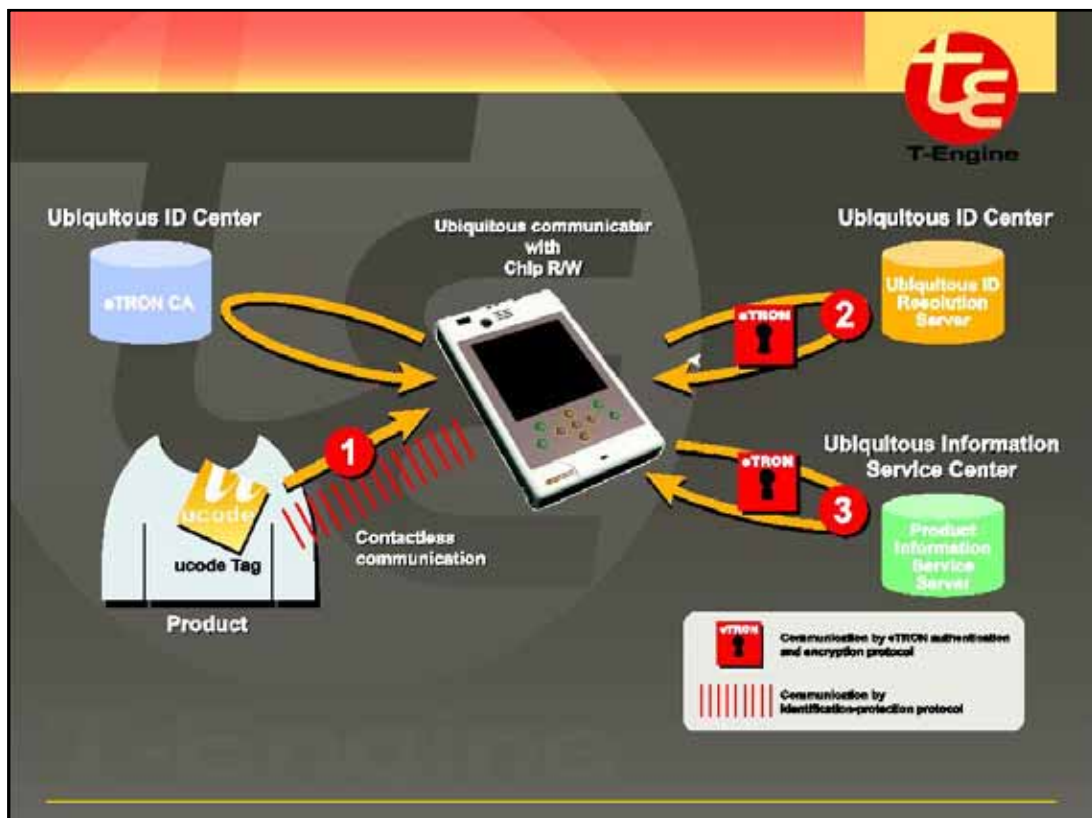 te
T-Engine
Ubiquitous ID Center
eTRON CA
Ubiquitous communicater
with
Chip R/W
Ubiquitous ID Center
Ubiquitous ID
Resolution
Server
eTRON
2
1
ucode
ucode Tag
Product
Contactless
communication
eTRON
3
Ubiquitous Information
Service Center
Product
Information
Service
Server
eTRON
Communication by eTRON authentication
and encryption protocol
Communication by
identification-protection protocol
T-Engine